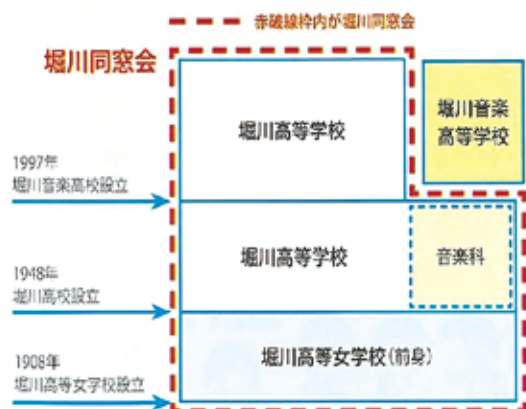 赤破線枠内が堀川同窓会
堀川同窓会
堀川高等学校
堀川音楽
高等学校
1997年
堀川音楽高校設立
堀川高等学校
音楽科
1948年
堀川高校設立
堀川高等女学校(前身)
1908年
堀川高等女学校設立